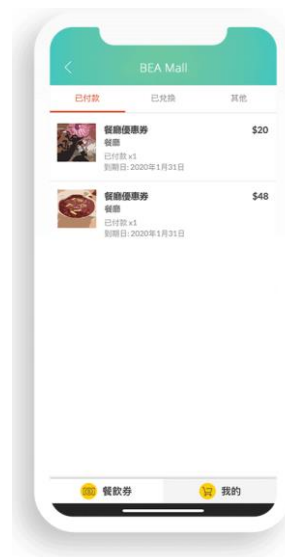 BEA Mall
已付款 已兌換 其他
餐廳優惠券 $20
餐廳
已付款 x1
到期日: 2020年1月31日
餐廳優惠券 $48
餐廳
已付款 x1
到期日: 2020年1月31日
餐飲券 我的